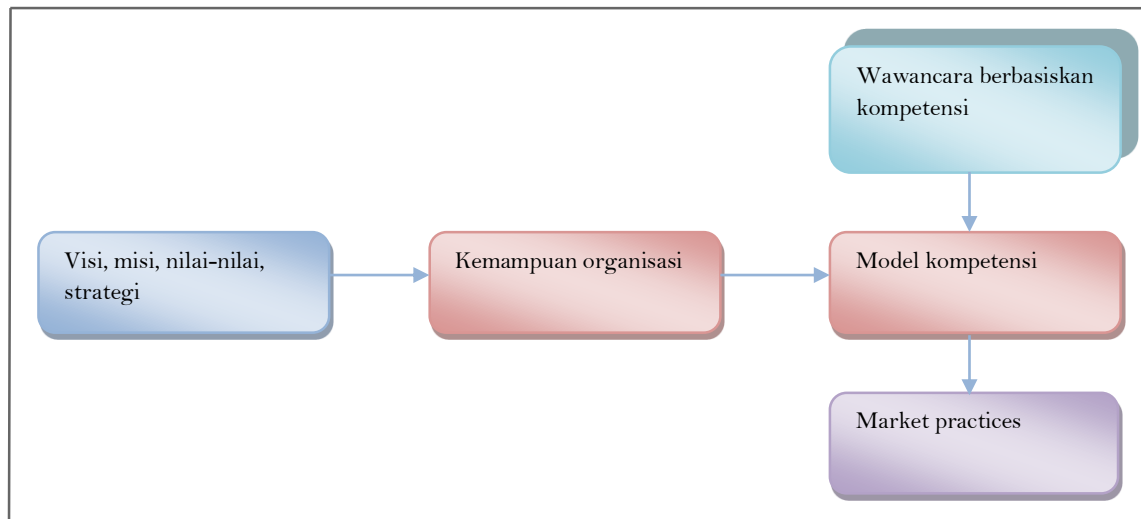 Wawancara berbasiskan
kompetensi
Visi, misi, nilai-nilai,
strategi
Kemampuan organisasi
Model kompetensi
Market practices